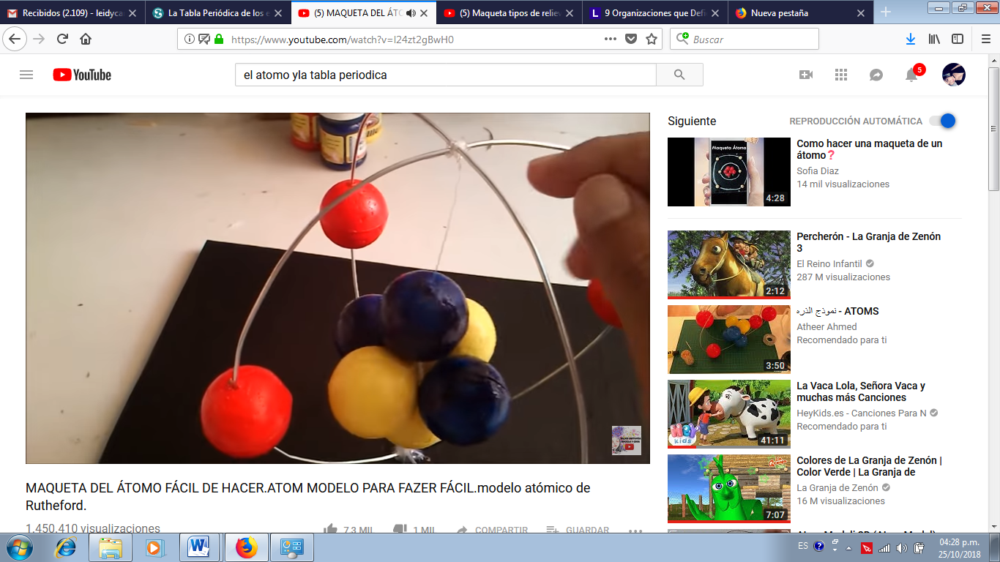 Recibidos (2.109) - leidyca
La Tabla Periódica de los e
(5) MAQUETA DEL ÁTO
(5) Maqueta tipos de reliev
9 Organizaciones que Defi
Nueva pestaña
https://www.youtube.com/watch?v=l24zt2gBwH0
Buscar
YouTube
el atomo yla tabla periodica
5
Siguiente
REPRODUCCIÓN AUTOMÁTICA
Maqueta Átomo
4:28
Como hacer una maqueta de un
átomo❓
Sofia Diaz
14 mil visualizaciones
2:12
Percherón - La Granja de Zenón
3
El Reino Infantil
287 M visualizaciones
3:50
نموذج الذره - ATOMS
Atheer Ahmed
Recomendado para ti
HEY
kids
41:11
La Vaca Lola, Señora Vaca y
muchas más Canciones
HeyKids.es - Canciones Para N
Recomendado para ti
7:07
Colores de La Granja de Zenón |
Color Verde | La Granja de
La Granja de Zenón
16 M visualizaciones
MAQUETA DEL ÁTOMO FÁCIL DE HACER.ATOM MODELO PARA FAZER FÁCIL.modelo atómico de
Rutheford.
1.450.410 visualizaciones
7,3 MIL
1 MIL
COMPARTIR
GUARDAR
ES
04:28 p.m.
25/10/2018